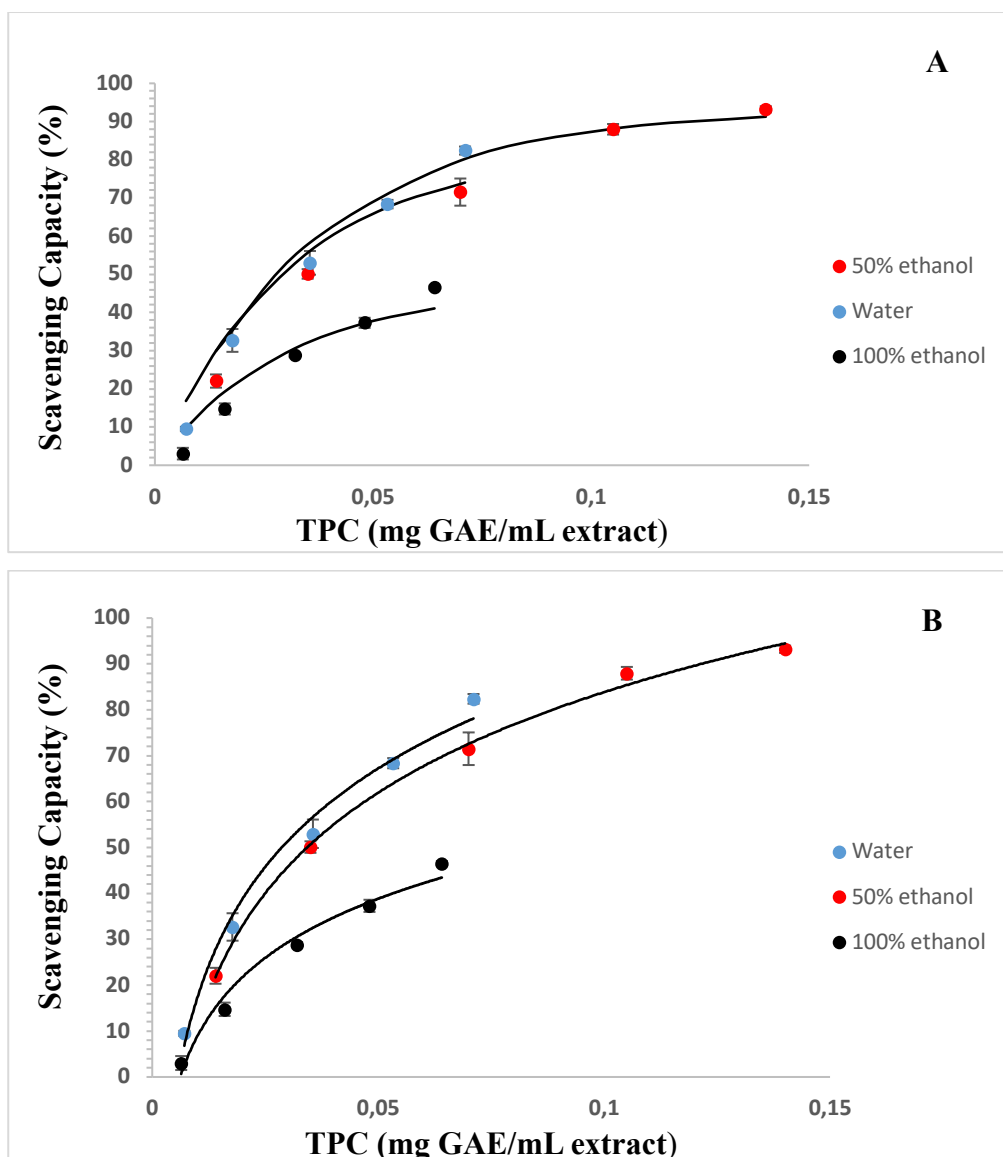 A
100
90
80
70
60
50
40
30
20
10
0
Scavenging Capacity (%)
0 0,05 0,1 0,15
TPC (mg GAE/mL extract)
50% ethanol
Water
100% ethanol
B
100
90
80
70
60
50
40
30
20
10
0
Scavenging Capacity (%)
0 0,05 0,1 0,15
TPC (mg GAE/mL extract)
Water
50% ethanol
100% ethanol